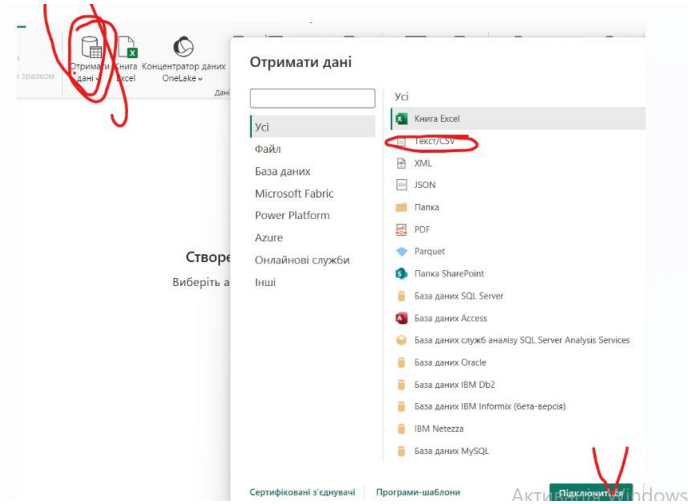 Отримати Книга Концентратор даних
дані Excel OneLake
зразком
Дані
Отримати дані
Усі
Файл
База даних
Microsoft Fabric
Power Platform
Azure
Онлайнові служби
Інші
Усі
Книга Excel
Текст/CSV
XML
JSON
Папка
PDF
Parquet
Папка SharePoint
База даних SQL Server
База даних Access
База даних служб аналізу SQL Server Analysis Services
База даних Oracle
База даних IBM Db2
База даних IBM Informix (бета-версія)
IBM Netezza
База даних MySQL
Створе
Виберіть а
Сертифіковані з'єднувачі Програми-шаблони
Підключиться
Windows